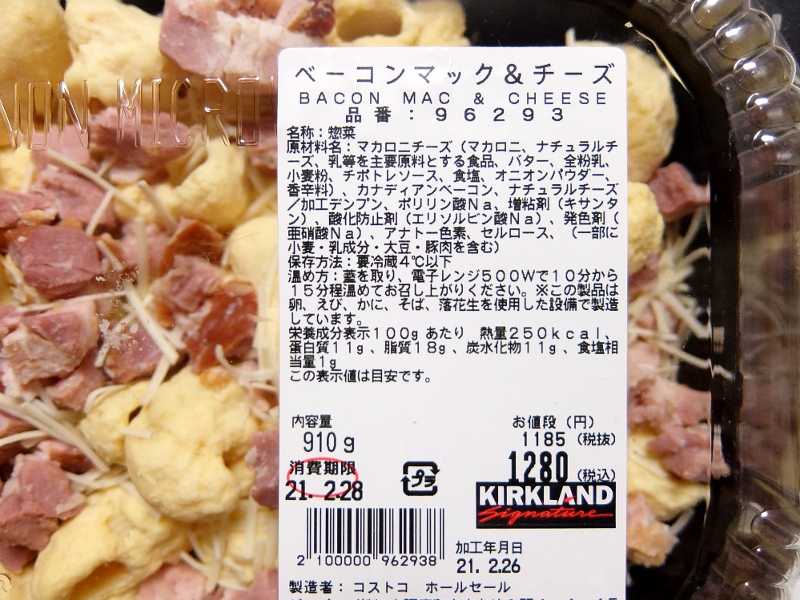 NON MICRO
ベーコンマック&チーズ
BACON MAC & CHEESE
品番:96293
名称:惣菜
原材料名:マカロニチーズ(マカロニ、ナチュラルチ
ーズ、乳等を主要原料とする食品、バター、全粉乳、
小麦粉、チポトレソース、食塩、オニオンパウダー、
香辛料)、カナディアンベーコン、ナチュラルチーズ
/加工デンプン、ポリリン酸Na、増粘剤(キサンタ
ン)、酸化防止剤(エリソルビン酸Na)、発色剤(
亜硝酸Na)、アナトー色素、セルロース、(一部に
小麦・乳成分・大豆・豚肉を含む)
保存方法:要冷蔵4℃以下
温め方:蓋を取り、電子レンジ500Wで10分から
15分程温めてお召し上がりください。※この製品は
卵、えび、かに、そば、落花生を使用した設備で製造
しています。
栄養成分表示100gあたり 熱量250kcal、
蛋白質11g、脂質18g、炭水化物11g、食塩相
当量1g
この表示値は目安です。
内容量 お値段(円)
910g 1185(税抜)
消費期限 1280(税込)
21. 2.28 プラ
KIRKLAND
Signature
2 100000 962938
加工年月日
21. 2.26
製造者:コストコ ホールセール